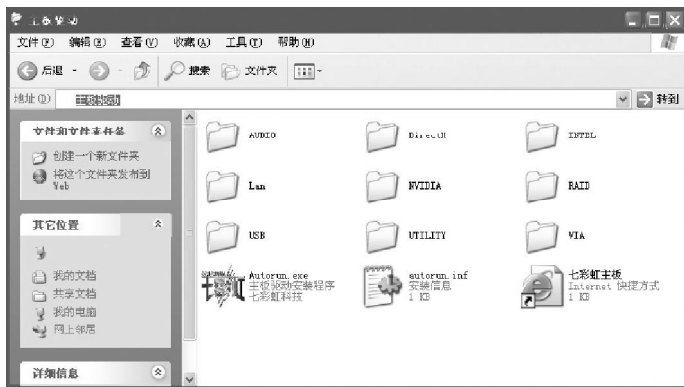 主板驱动
文件(F) 编辑(E) 查看(V) 收藏(A) 工具(T) 帮助(H)
后退 搜索 文件夹
地址(D) 主板驱动 转到
文件和文件夹任务
创建一个新文件夹
将这个文件夹发布到
Web
其它位置
我的文档
共享文档
我的电脑
网上邻居
详细信息
AUDIO DirectX INTEL
Lan NVIDIA RAID
USB UTILITY VIA
Autorun.exe
主板驱动安装程序
七彩虹科技
autorun.inf
安装信息
1 KB
七彩虹主板
Internet 快捷方式
1 KB